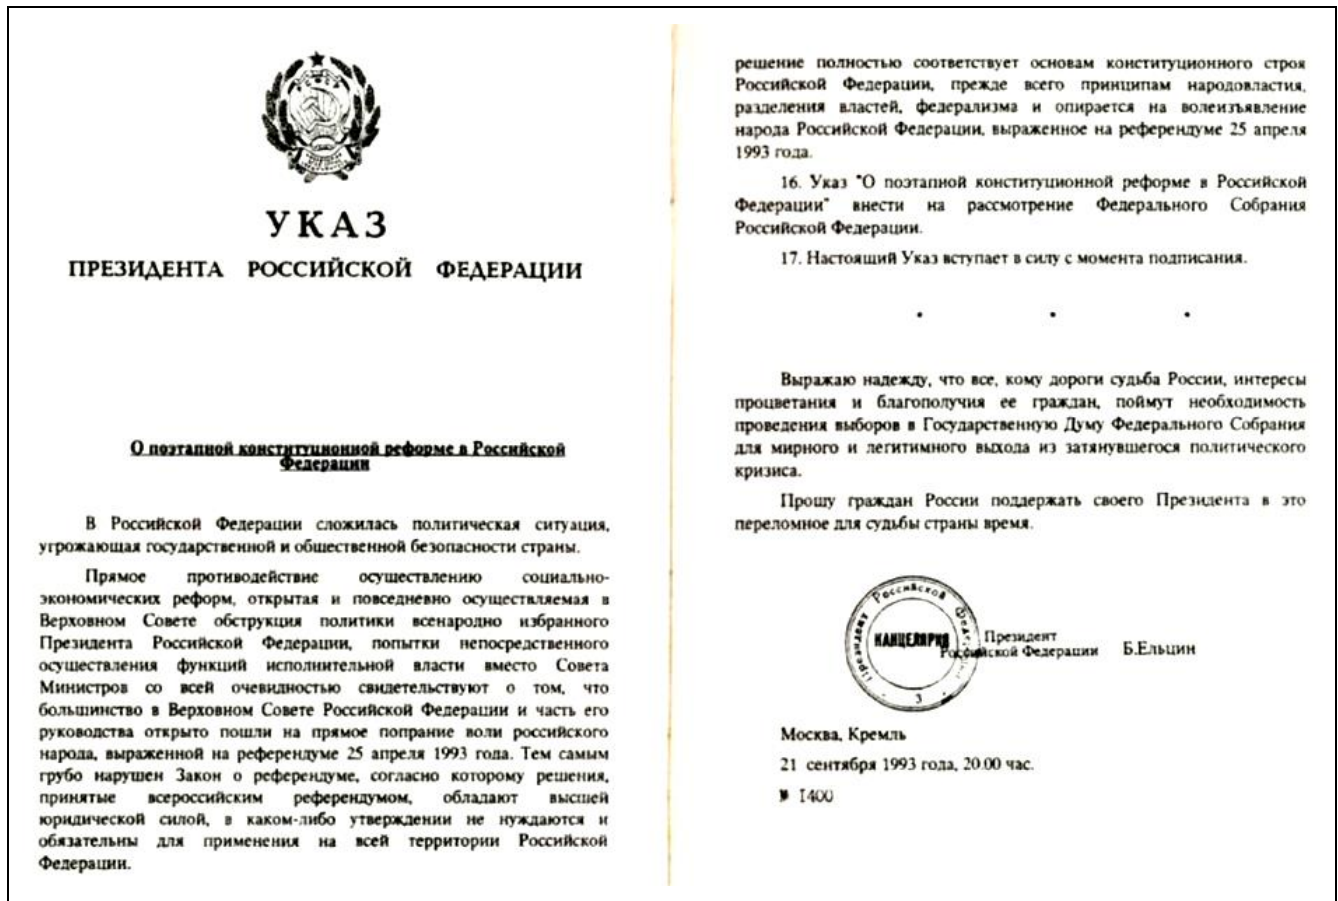 УКАЗ
ПРЕЗИДЕНТА РОССИЙСКОЙ ФЕДЕРАЦИИ
О поэтапной конституционной реформе в Российской
Федерации
В Российской Федерации сложилась политическая ситуация,
угрожающая государственной и общественной безопасности страны.
Прямое противодействие осуществлению социально-
экономических реформ, открытая и повседневно осуществляемая в
Верховном Совете обструкция политики всенародно избранного
Президента Российской Федерации, попытки непосредственного
осуществления функций исполнительной власти вместо Совета
Министров со всей очевидностью свидетельствуют о том, что
большинство в Верховном Совете Российской Федерации и часть его
руководства открыто пошли на прямое попрание воли российского
народа, выраженной на референдуме 25 апреля 1993 года. Тем самым
грубо нарушен Закон о референдуме, согласно которому решения,
принятые всероссийским референдумом, обладают высшей
юридической силой, в каком-либо утверждении не нуждаются и
обязательны для применения на всей территории Российской
Федерации.
решение полностью соответствует основам конституционного строя
Российской Федерации, прежде всего принципам народовластия,
разделения властей, федерализма и опирается на волеизъявление
народа Российской Федерации, выраженное на референдуме 25 апреля
1993 года.
16. Указ "О поэтапной конституционной реформе в Российской
Федерации" внести на рассмотрение Федерального Собрания
Российской Федерации.
17. Настоящий Указ вступает в силу с момента подписания.
Выражаю надежду, что все, кому дороги судьба России, интересы
процветания и благополучия ее граждан, поймут необходимость
проведения выборов в Государственную Думу Федерального Собрания
для мирного и легитимного выхода из затянувшегося политического
кризиса.
Прошу граждан России поддержать своего Президента в это
переломное для судьбы страны время.
Президент Российской
КАНЦЕЛЯРИЯ
3
Президент
Российской Федерации Б.Ельцин
Москва, Кремль
21 сентября 1993 года, 20.00 час.
№ 1400